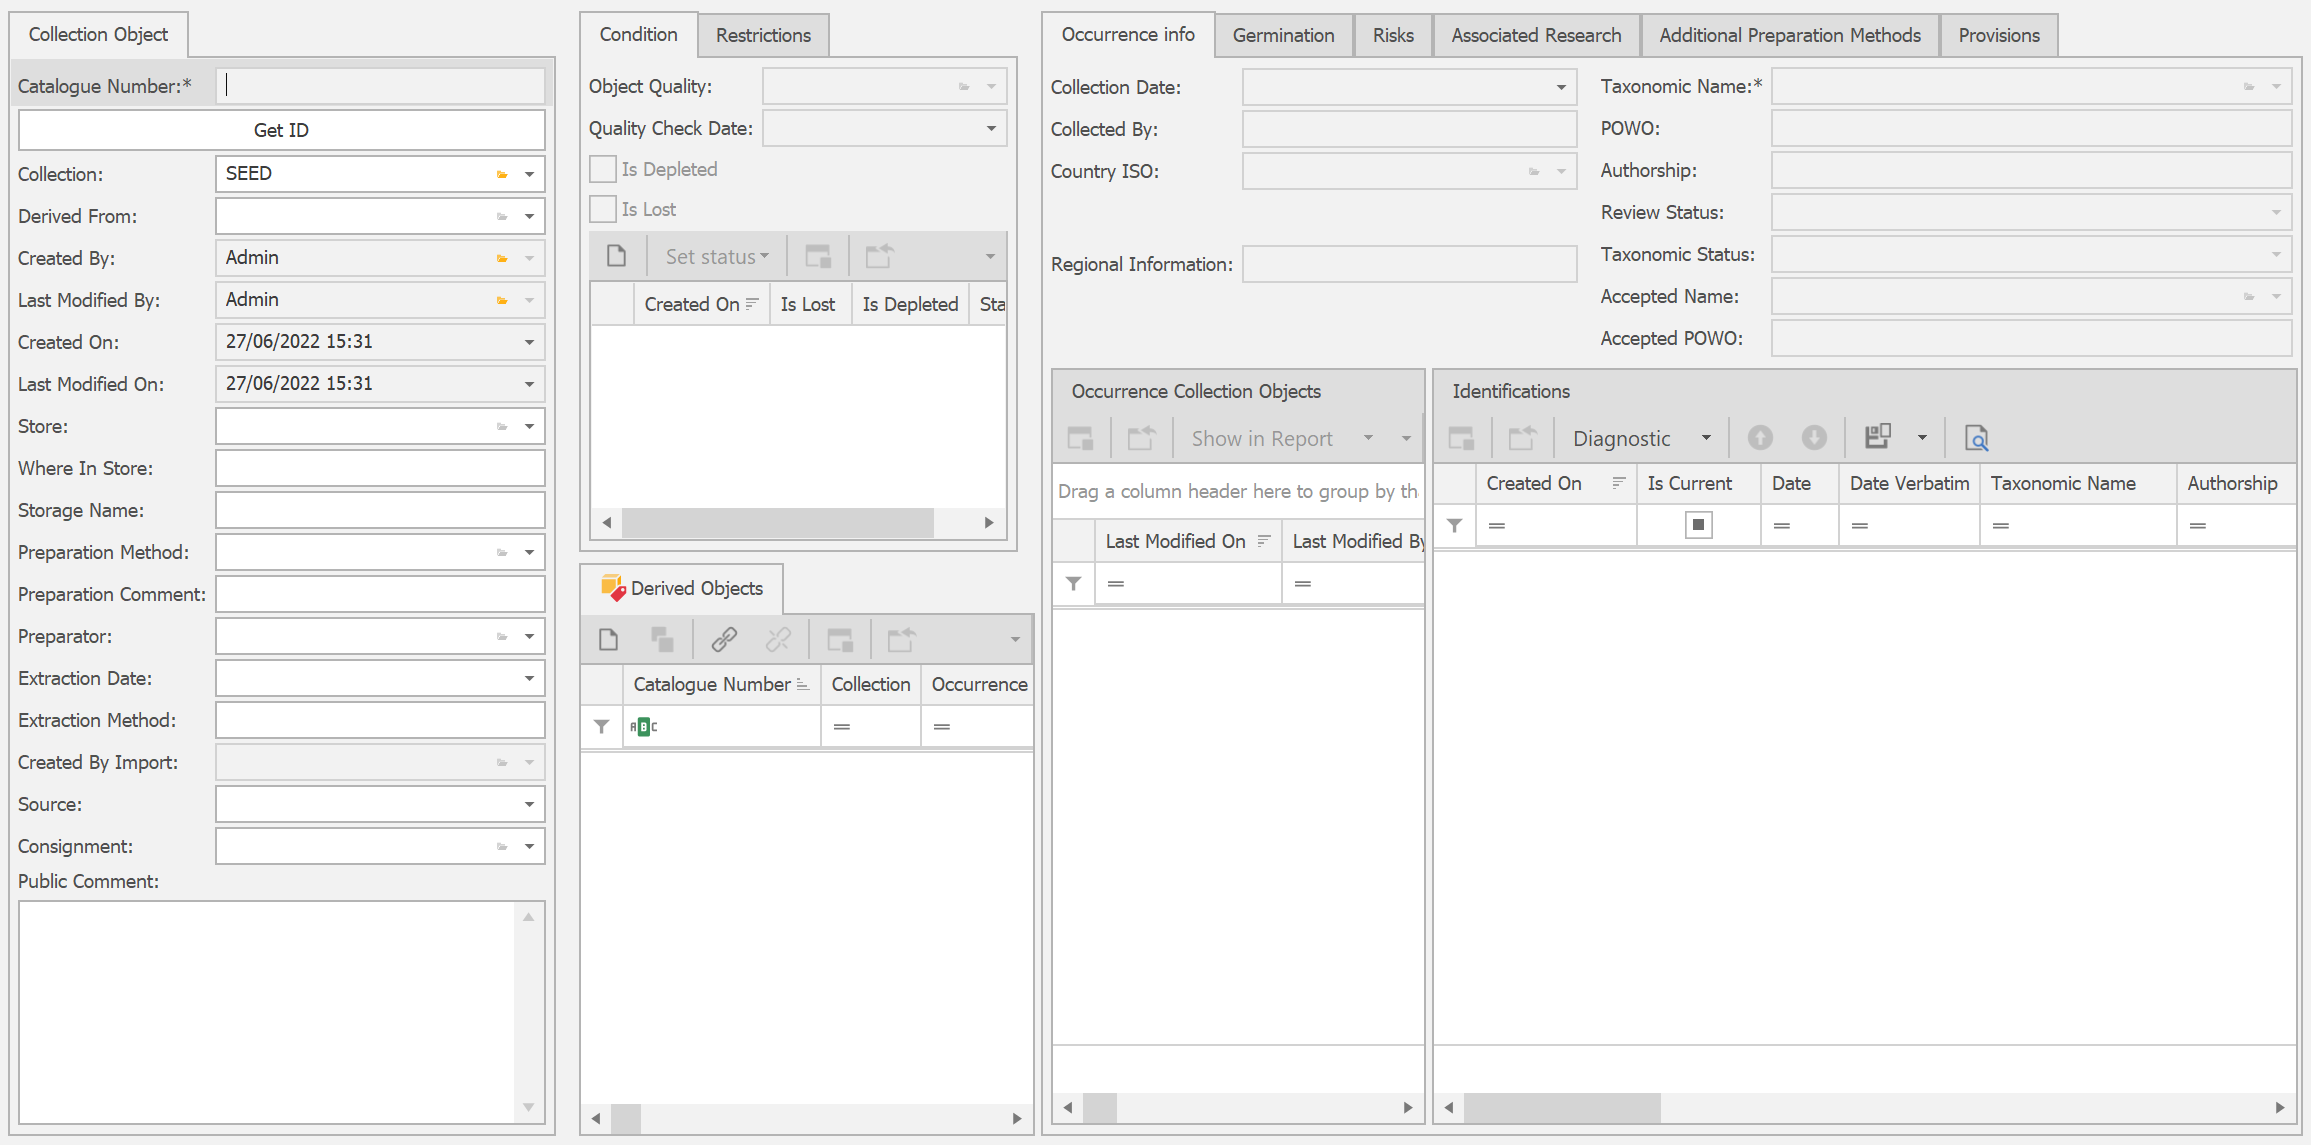 Collection Object
Catalogue Number:*
Get ID
Collection: SEED
Derived From:
Created By: Admin
Last Modified By: Admin
Created On: 27/06/2022 15:31
Last Modified On: 27/06/2022 15:31
Store:
Where In Store:
Storage Name:
Preparation Method:
Preparation Comment:
Preparator:
Extraction Date:
Extraction Method:
Created By Import:
Source:
Consignment:
Public Comment:
Condition Restrictions
Object Quality:
Quality Check Date:
Is Depleted
Is Lost
Set status
Created On Is Lost Is Depleted Sta
Derived Objects
Catalogue Number Collection Occurrence
ABC = =
Occurrence info Germination Risks Associated Research Additional Preparation Methods Provisions
Collection Date:
Collected By:
Country ISO:
Regional Information:
Taxonomic Name:*
POWO:
Authorship:
Review Status:
Taxonomic Status:
Accepted Name:
Accepted POWO:
Occurrence Collection Objects
Show in Report
Drag a column header here to group by th
Last Modified On Last Modified By
= =
Identifications
Diagnostic
Created On Is Current Date Date Verbatim Taxonomic Name Authorship
= = = = =